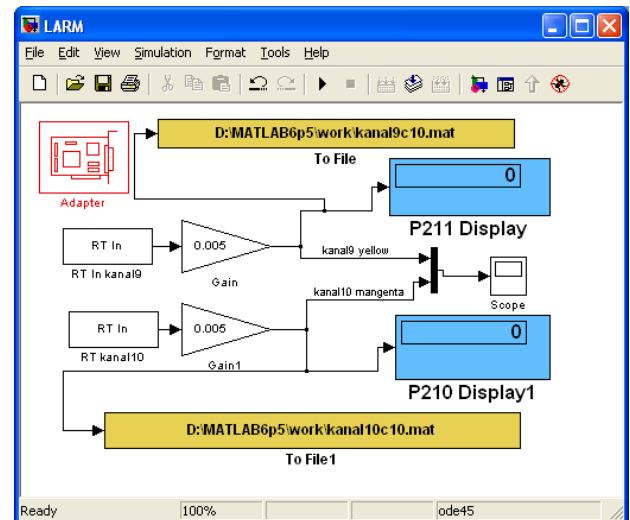 LARM
File Edit View Simulation Format Tools Help
D:\MATLAB6p5\work\kanal9c10.mat
To File
Adapter
0
P211 Display
RT In
RT In kanal9
0.005
Gain
kanal9 yellow
kanal10 mangenta
Scope
RT In
RT kanal10
0.005
Gain1
0
P210 Display1
D:\MATLAB6p5\work\kanal10c10.mat
To File1
Ready 100% ode45